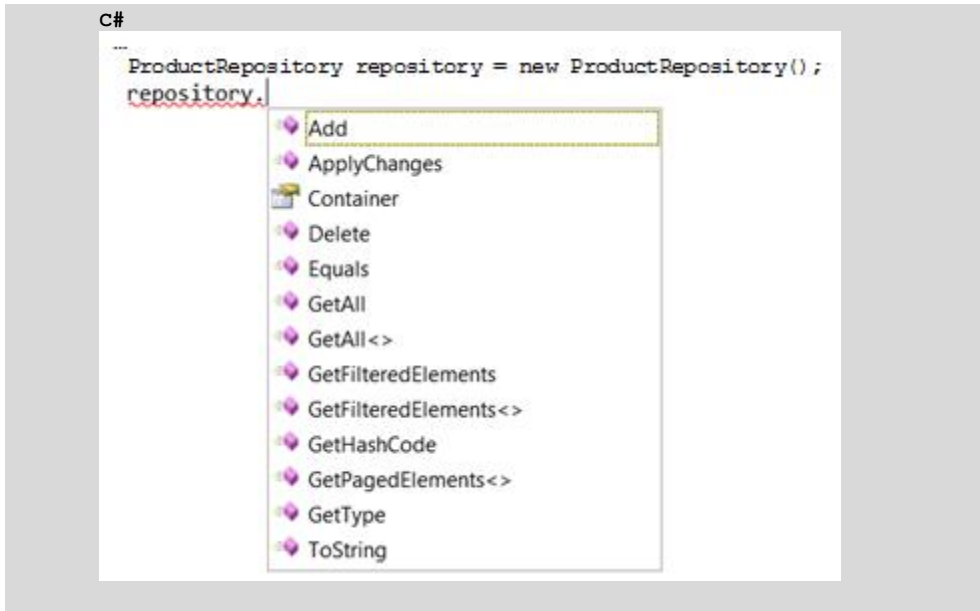 C#
...
ProductRepository repository = new ProductRepository();
repository.
Add
ApplyChanges
Container
Delete
Equals
GetAll
GetAll<>
GetFilteredElements
GetFilteredElements<>
GetHashCode
GetPagedElements<>
GetType
ToString